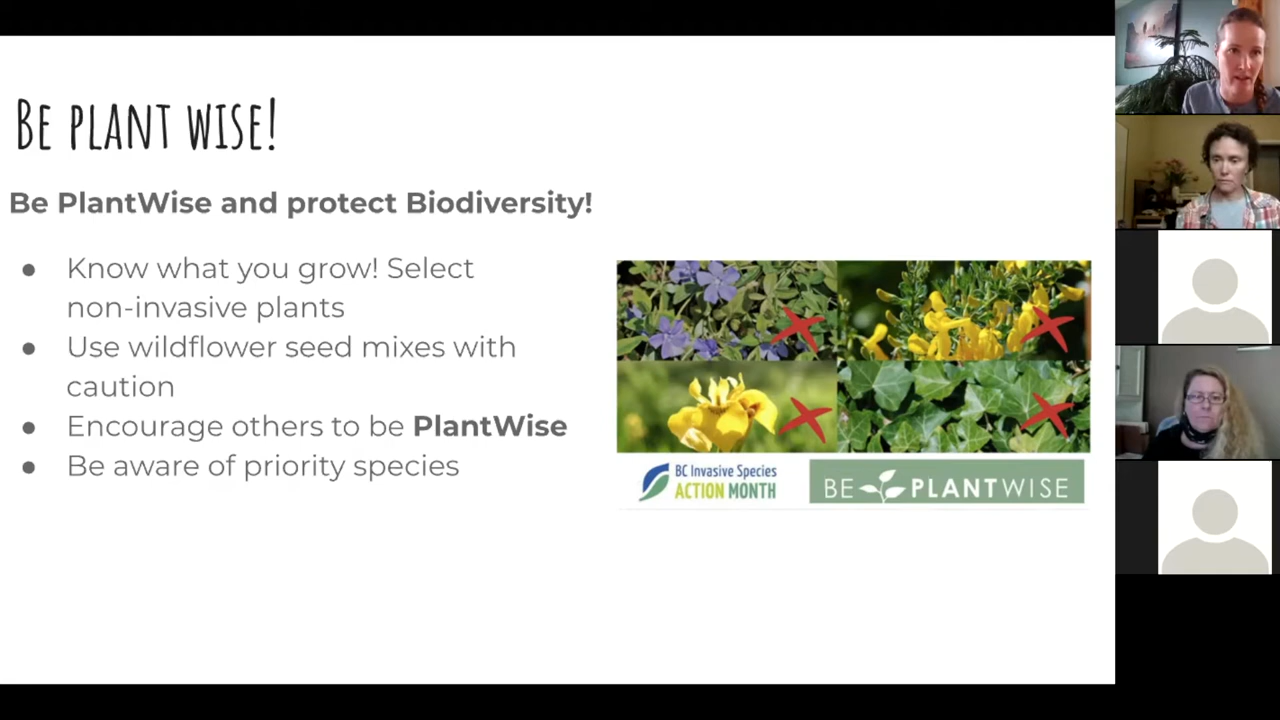 BE PLANT WISE!
Be PlantWise and protect Biodiversity!
● Know what you grow! Select
non-invasive plants
● Use wildflower seed mixes with
caution
● Encourage others to be PlantWise
● Be aware of priority species
BC Invasive Species
ACTION MONTH
BE PLANTWISE